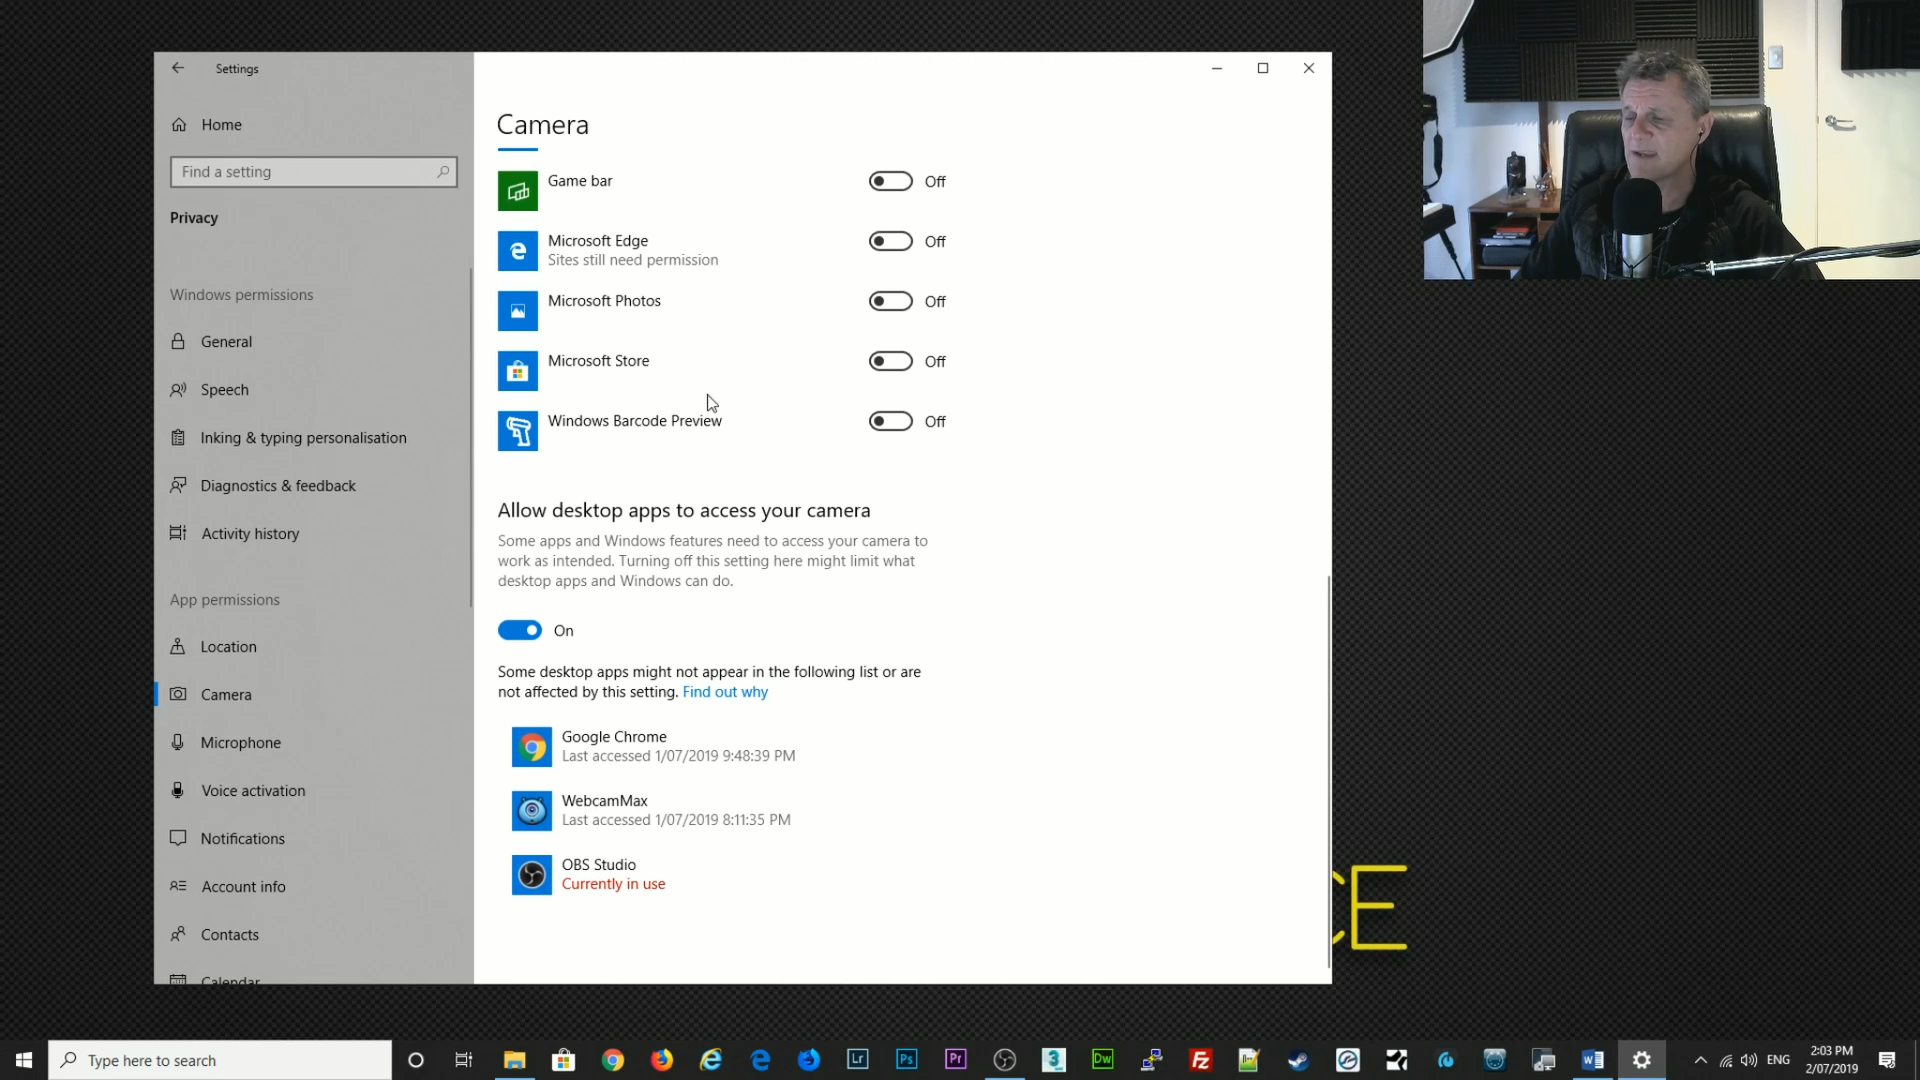 Settings
Home
Find a setting
Privacy
Windows permissions
General
Speech
Inking & typing personalisation
Diagnostics & feedback
Activity history
App permissions
Location
Camera
Microphone
Voice activation
Notifications
Account info
Contacts
Calendar
Camera
Game bar
Off
Microsoft Edge
Sites still need permission
Off
Microsoft Photos
Off
Microsoft Store
Off
Windows Barcode Preview
Off
Allow desktop apps to access your camera
Some apps and Windows features need to access your camera to
work as intended. Turning off this setting here might limit what
desktop apps and Windows can do.
On
Some desktop apps might not appear in the following list or are
not affected by this setting. Find out why
Google Chrome
Last accessed 1/07/2019 9:48:39 PM
WebcamMax
Last accessed 1/07/2019 8:11:35 PM
OBS Studio
Currently in use
CE
Type here to search
Lr
Ps
Pr
3
Dw
Fz
ENG
2:03 PM
2/07/2019